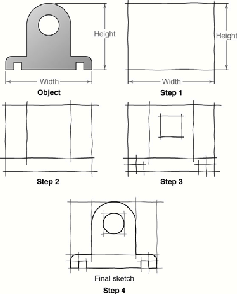 Height
Width
Object
Height
Width
Step 1
Step 2
Step 3
Final sketch
Step 4